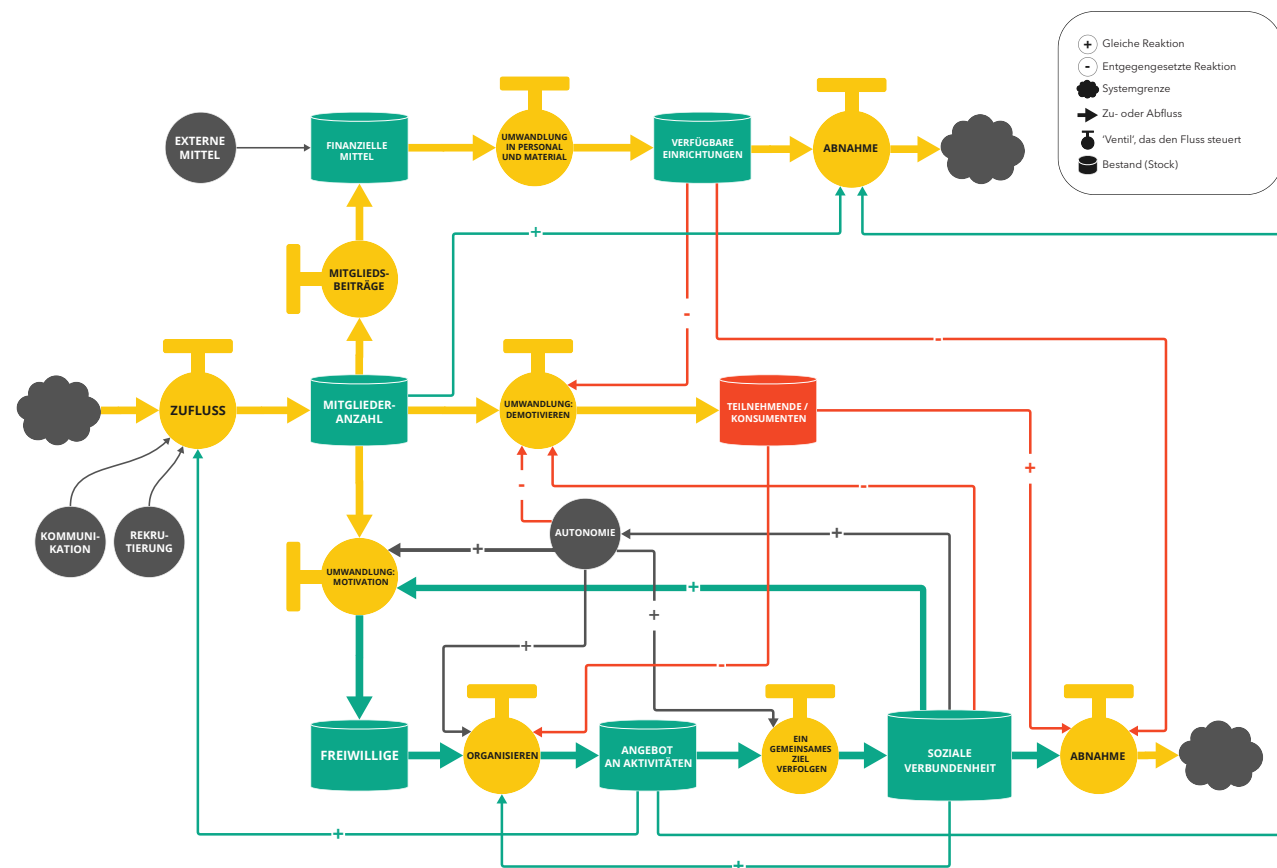 + Gleiche Reaktion
- Entgegengesetzte Reaktion
Systemgrenze
Zu- oder Abfluss
'Ventil', das den Fluss steuert
Bestand (Stock)
EXTERNE
MITTEL
FINANZIELLE
MITTEL
UMWANDLUNG
IN PERSONAL
UND MATERIAL
VERFÜGBARE
EINRICHTUNGEN
ABNAHME
+
MITGLIEDS-
BEITRÄGE
-
-
ZUFLUSS
MITGLIEDER-
ANZAHL
UMWANDLUNG:
DEMOTIVIEREN
TEILNEHMENDE /
KONSUMENTEN
+
-
-
KOMMUNI-
KATION
REKRU-
TIERUNG
AUTONOMIE
+
+
UMWANDLUNG:
MOTIVATION
+
+
+
-
FREIWILLIGE
ORGANISIEREN
ANGEBOT
AN AKTIVITÄTEN
EIN
GEMEINSAMES
ZIEL
VERFOLGEN
SOZIALE
VERBUNDENHEIT
ABNAHME
+
+